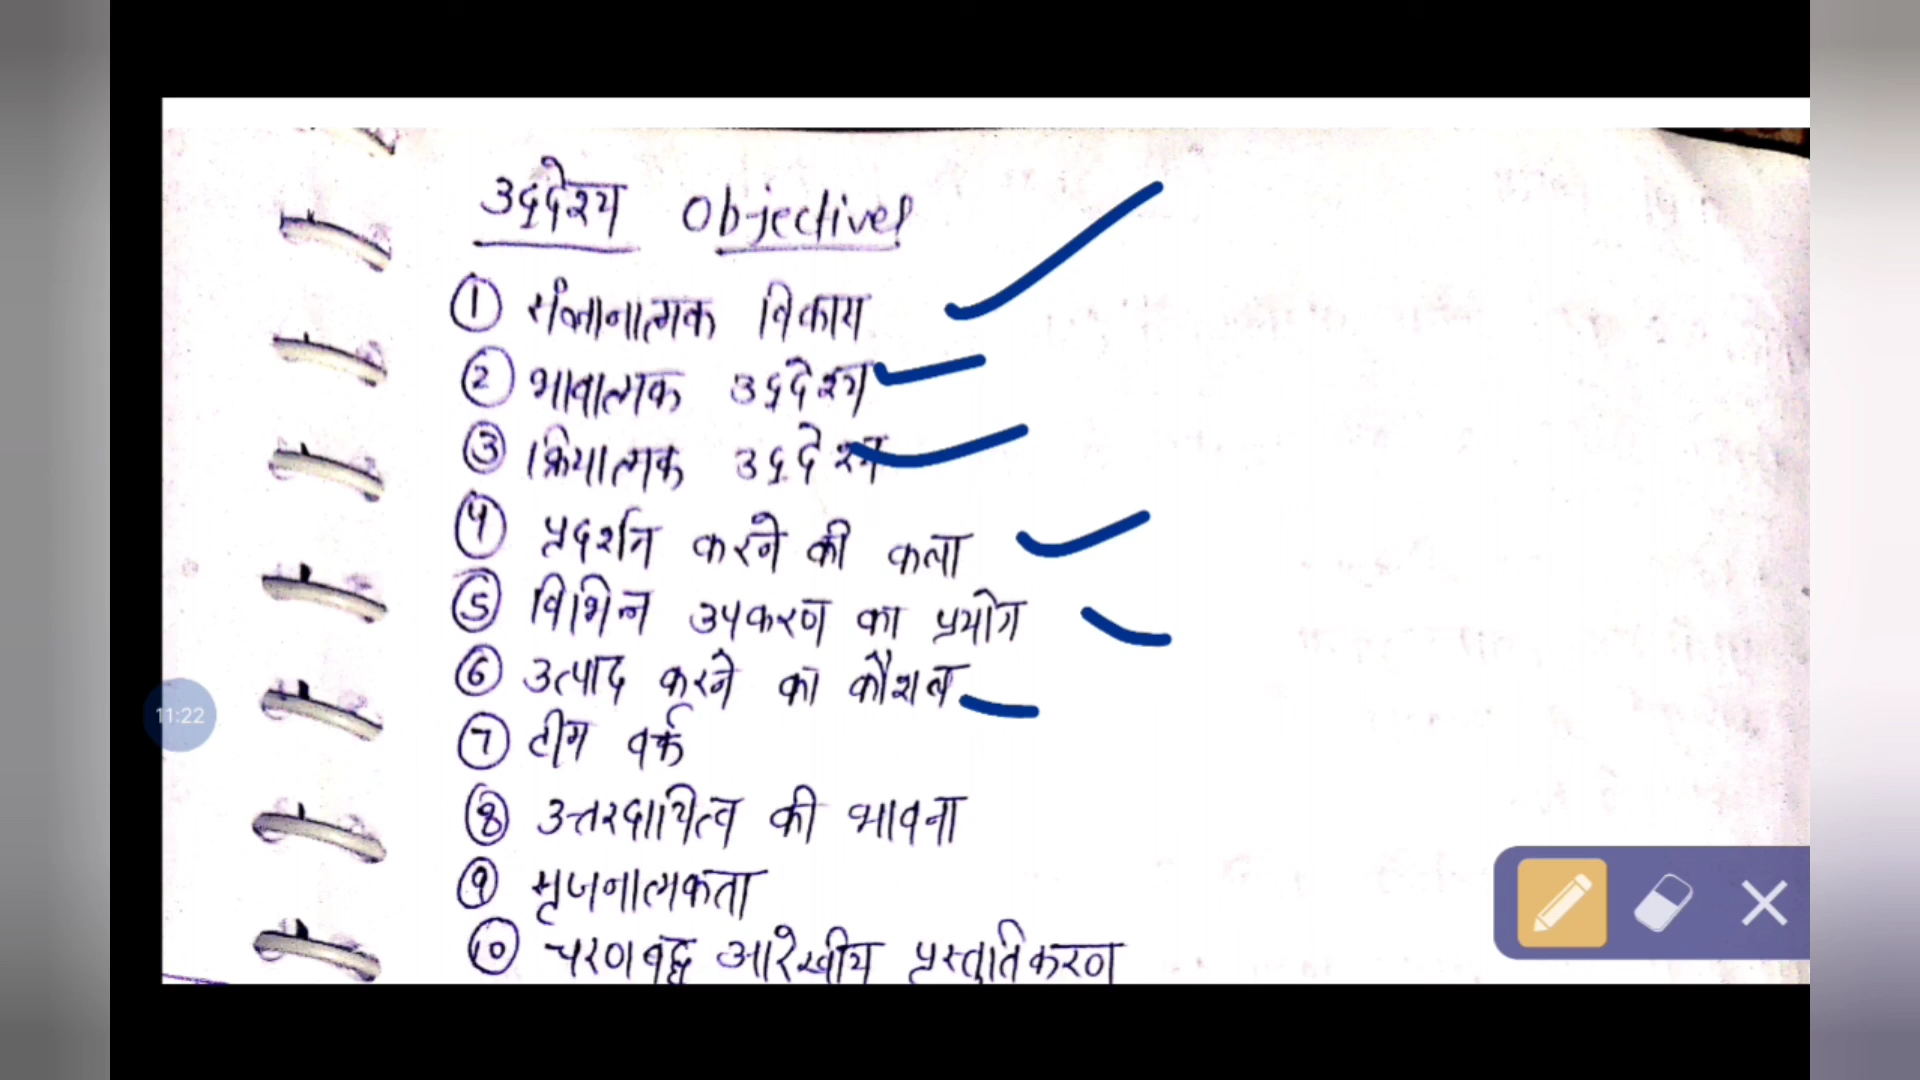 उद्देश्य Objectives
① संज्ञानात्मक विकास
② भावात्मक उद्देश्य
③ क्रियात्मक उद्देश्य
④ प्रदर्शन करने की कला
⑤ विभिन्न उपकरण का प्रयोग
⑥ उत्पाद करने का कौशल
⑦ टीम वर्क
⑧ उत्तरदायित्व की भावना
11:22
⑨ सृजनात्मकता
⑩ चरणबद्ध आरेखीय प्रस्तुतिकरण